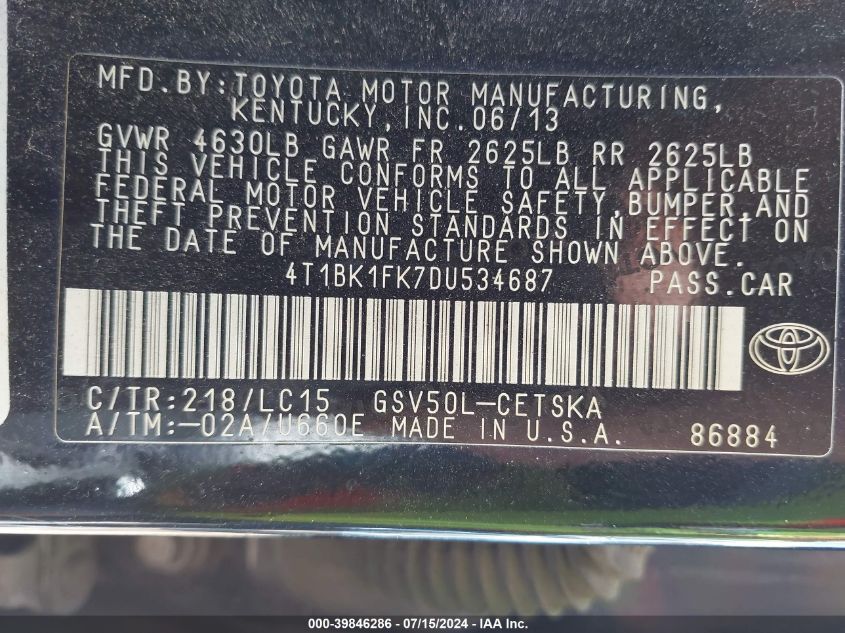 MFD.BY:TOYOTA MOTOR MANUFACTURING,
KENTUCKY,INC.06/13
GVWR 4630LB GAWR FR 2625LB RR 2625LB
THIS VEHICLE CONFORMS TO ALL APPLICABLE
FEDERAL MOTOR VEHICLE SAFETY,BUMPER,AND
THEFT PREVENTION STANDARDS IN EFFECT ON
THE DATE OF MANUFACTURE SHOWN ABOVE.
4T1BK1FK7DU534687 PASS.CAR
C/TR:218/LC15 GSV50L-CETSKA
A/TM:-02A/U660E MADE IN U.S.A. 86884
000-39846286 - 07/15/2024 - IAA Inc.